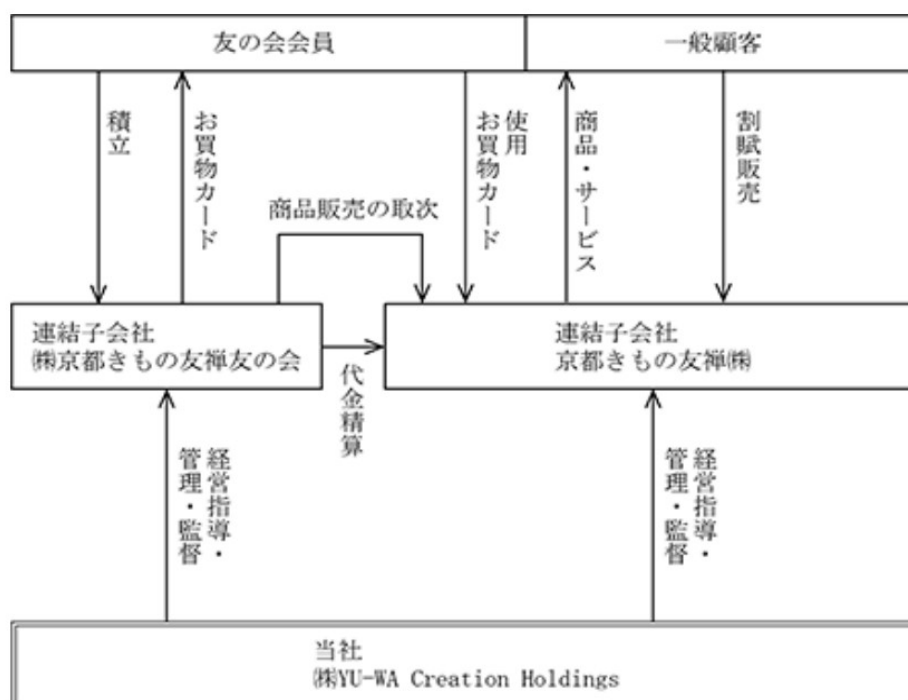 友の会会員
一般顧客
積立
お買物カード
お買物カード
使用
商品・サービス
割賦販売
商品販売の取次
連結子会社
㈱京都きもの友禅友の会
連結子会社
京都きもの友禅㈱
代金精算
経営指導・
管理・監督
経営指導・
管理・監督
当社
㈱YU-WA Creation Holdings